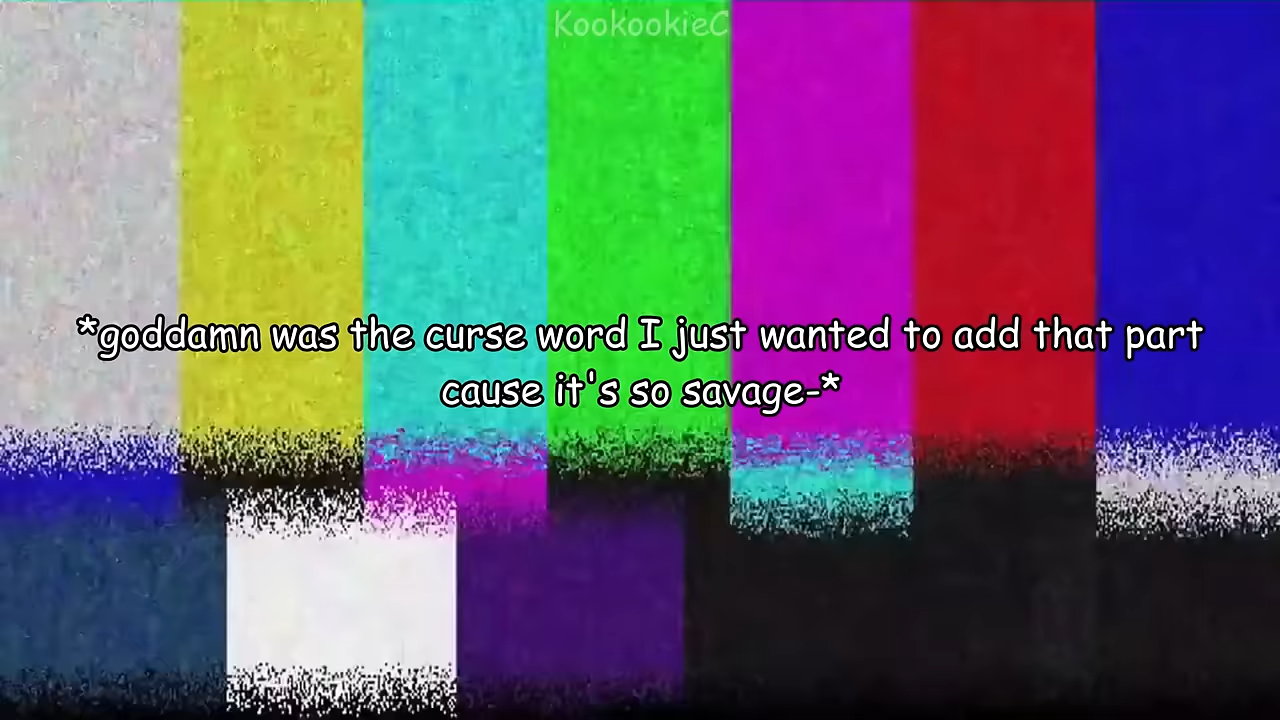 KookookieC
*goddamn was the curse word I just wanted to add that part
cause it's so savage-*